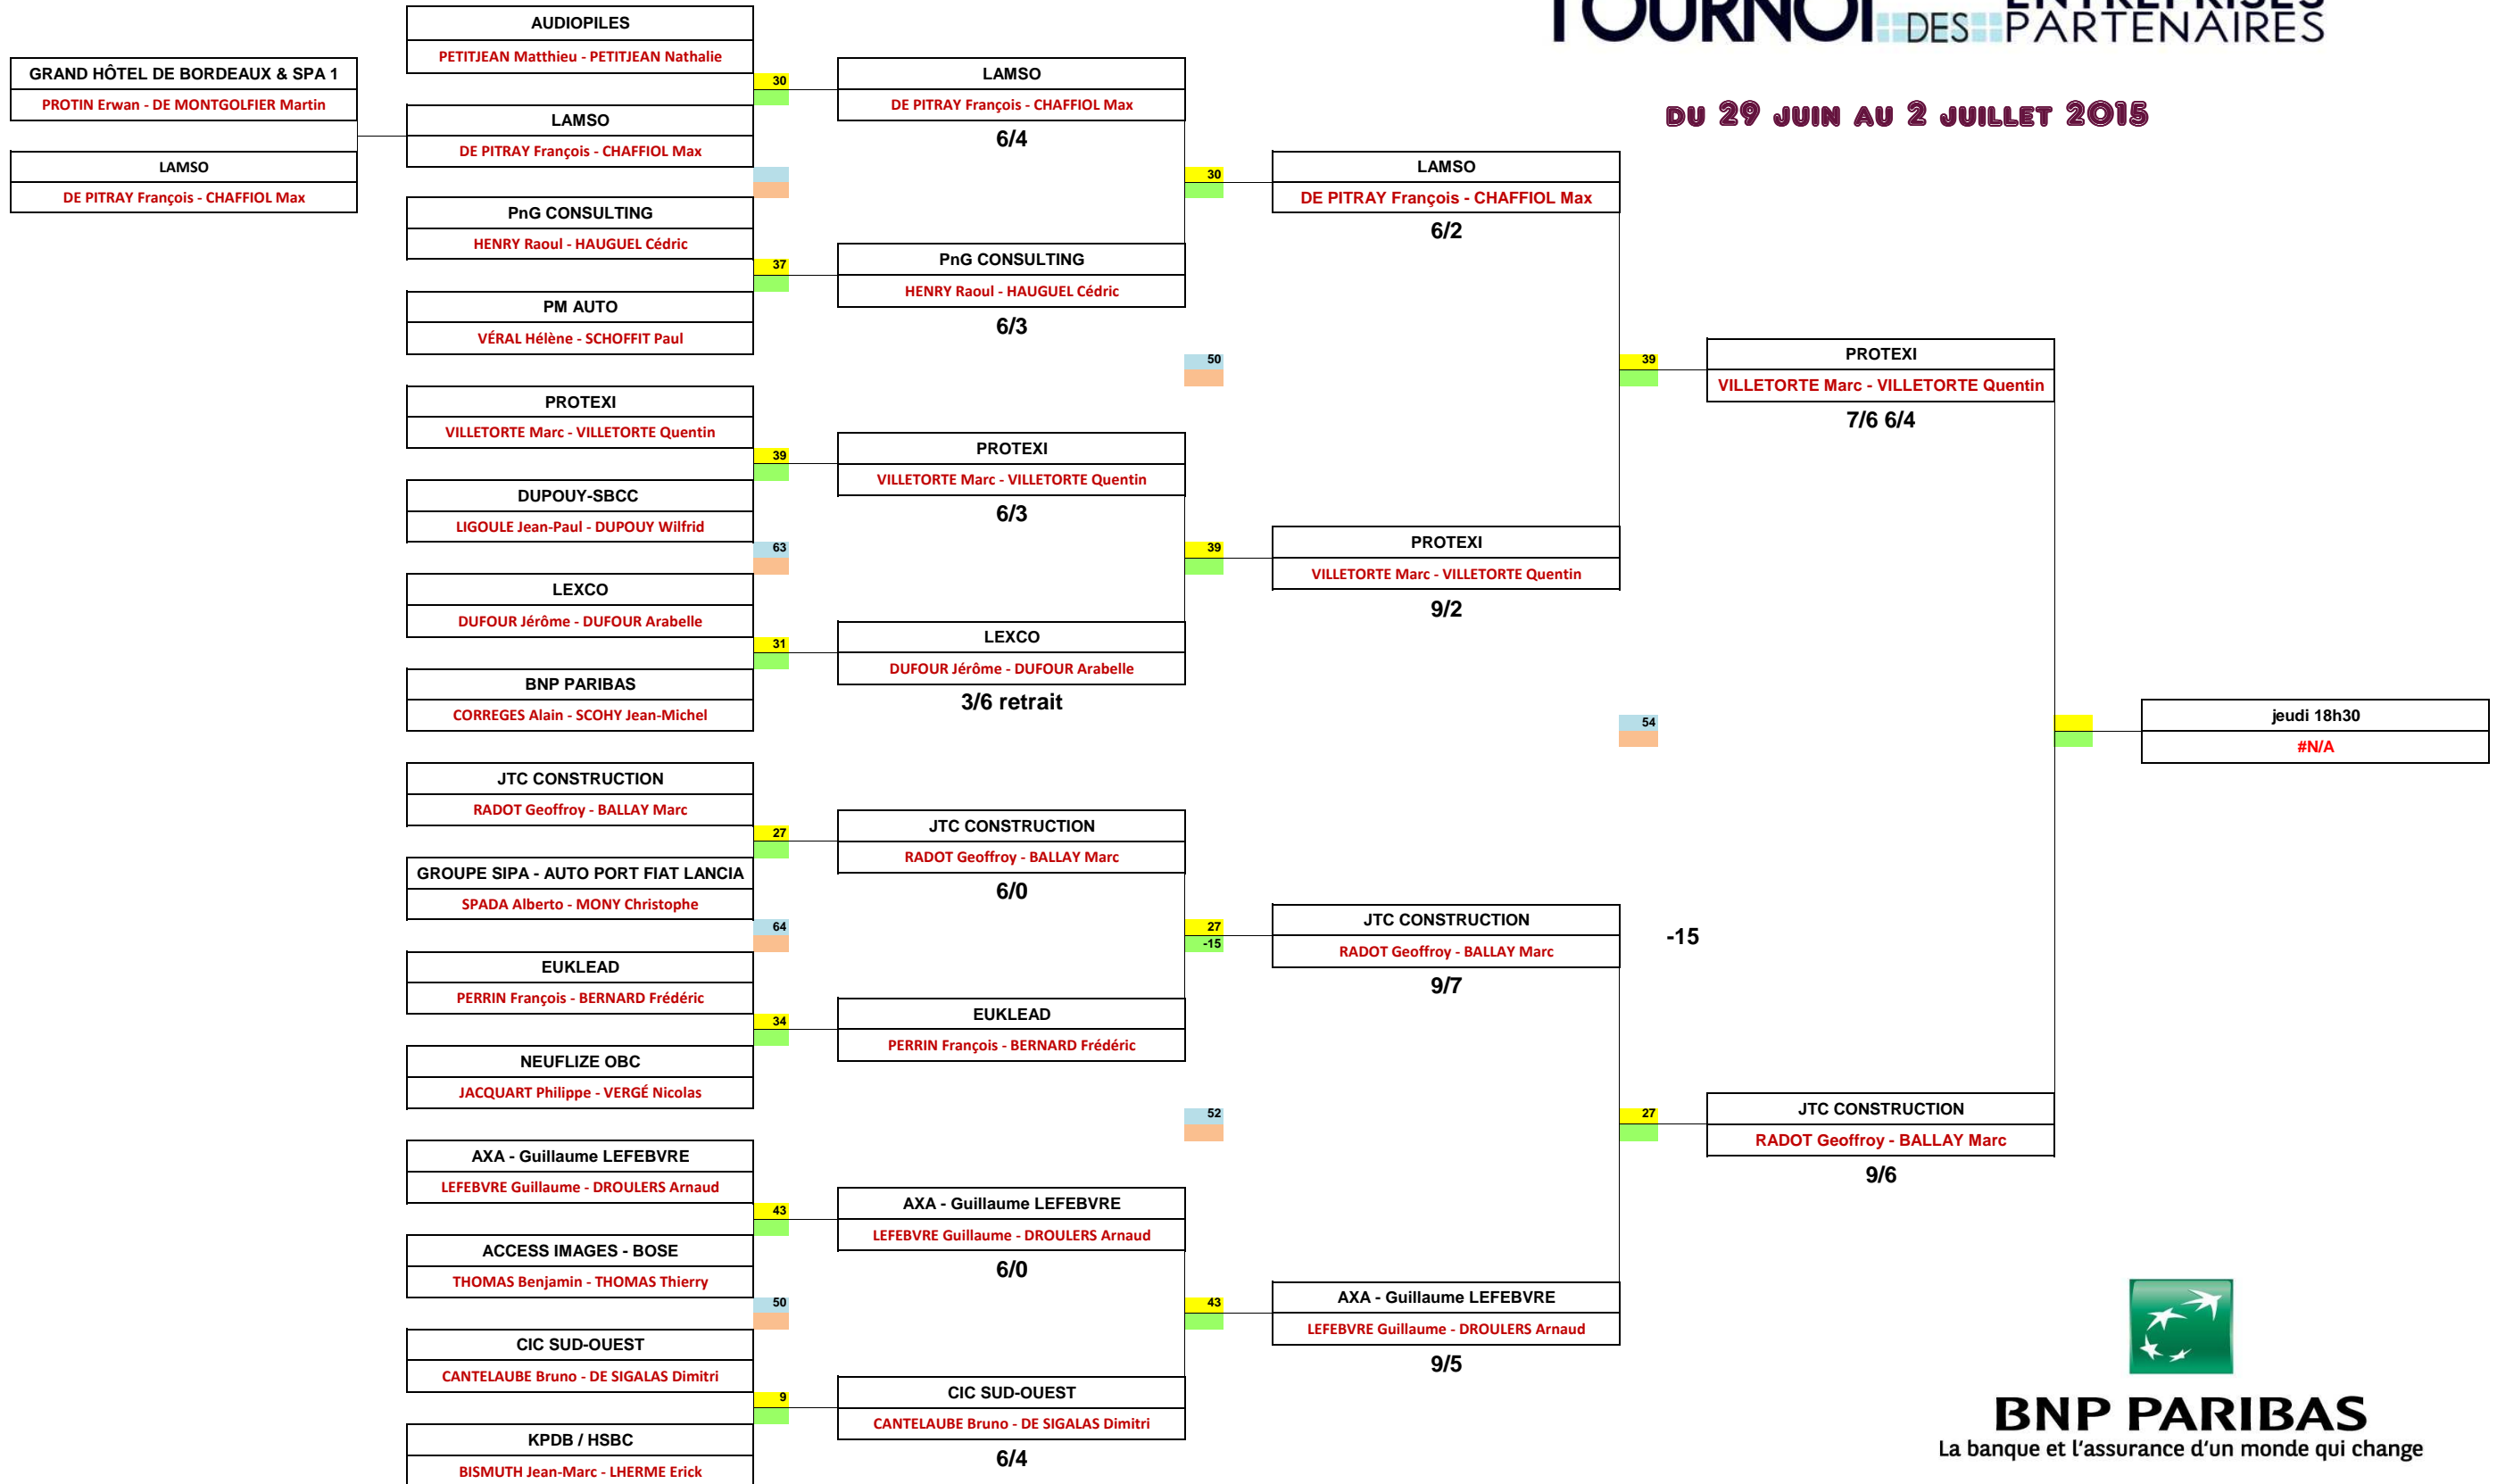 TOURNOI DES ENTREPRISES PARTENAIRES
DU 29 JUIN AU 2 JUILLET 2015
GRAND HÔTEL DE BORDEAUX & SPA 1
PROTIN Erwan - DE MONTGOLFIER Martin
LAMSO
DE PITRAY François - CHAFFIOL Max
AUDIOPILES
PETITJEAN Matthieu - PETITJEAN Nathalie
30
LAMSO
DE PITRAY François - CHAFFIOL Max
PnG CONSULTING
HENRY Raoul - HAUGUEL Cédric
37
PM AUTO
VÉRAL Hélène - SCHOFFIT Paul
PROTEXI
VILLETORTE Marc - VILLETORTE Quentin
39
DUPOUY-SBCC
LIGOULE Jean-Paul - DUPOUY Wilfrid
63
LEXCO
DUFOUR Jérôme - DUFOUR Arabelle
31
BNP PARIBAS
CORREGES Alain - SCOHY Jean-Michel
JTC CONSTRUCTION
RADOT Geoffroy - BALLAY Marc
27
GROUPE SIPA - AUTO PORT FIAT LANCIA
SPADA Alberto - MONY Christophe
64
EUKLEAD
PERRIN François - BERNARD Frédéric
34
NEUFLIZE OBC
JACQUART Philippe - VERGÉ Nicolas
AXA - Guillaume LEFEBVRE
LEFEBVRE Guillaume - DROULERS Arnaud
43
ACCESS IMAGES - BOSE
THOMAS Benjamin - THOMAS Thierry
50
CIC SUD-OUEST
CANTELAUBE Bruno - DE SIGALAS Dimitri
9
KPDB / HSBC
BISMUTH Jean-Marc - LHERME Erick
LAMSO
DE PITRAY François - CHAFFIOL Max
6/4
30
PnG CONSULTING
HENRY Raoul - HAUGUEL Cédric
6/3
50
PROTEXI
VILLETORTE Marc - VILLETORTE Quentin
6/3
39
LEXCO
DUFOUR Jérôme - DUFOUR Arabelle
3/6 retrait
JTC CONSTRUCTION
RADOT Geoffroy - BALLAY Marc
6/0
27
-15
EUKLEAD
PERRIN François - BERNARD Frédéric
52
AXA - Guillaume LEFEBVRE
LEFEBVRE Guillaume - DROULERS Arnaud
6/0
43
CIC SUD-OUEST
CANTELAUBE Bruno - DE SIGALAS Dimitri
6/4
LAMSO
DE PITRAY François - CHAFFIOL Max
6/2
39
PROTEXI
VILLETORTE Marc - VILLETORTE Quentin
9/2
54
JTC CONSTRUCTION
RADOT Geoffroy - BALLAY Marc
9/7
-15
27
AXA - Guillaume LEFEBVRE
LEFEBVRE Guillaume - DROULERS Arnaud
9/5
PROTEXI
VILLETORTE Marc - VILLETORTE Quentin
7/6 6/4
JTC CONSTRUCTION
RADOT Geoffroy - BALLAY Marc
9/6
jeudi 18h30
#N/A
BNP PARIBAS
La banque et l'assurance d'un monde qui change